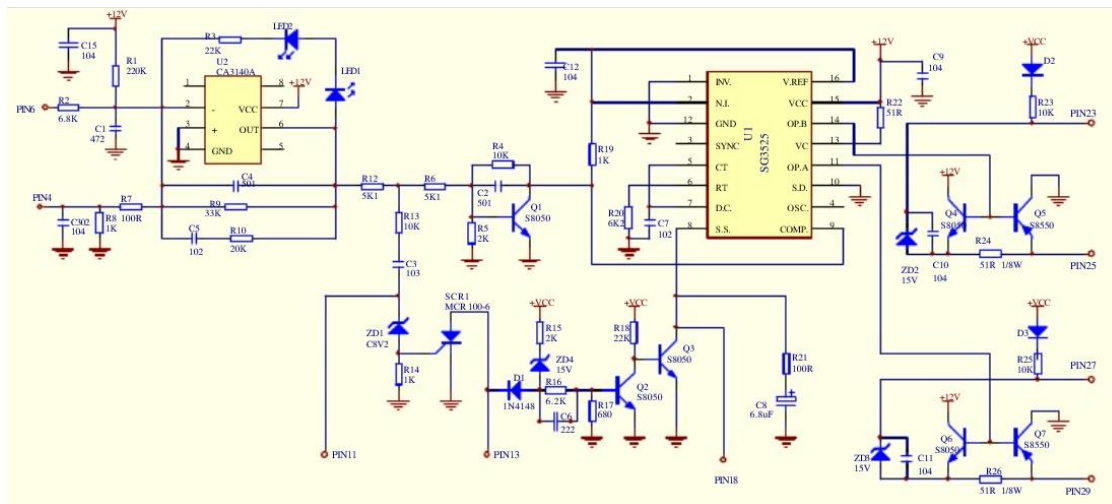 +12V
C15
104
R1
220K
R3
22K
LED2
U2
CA3140A
+12V
LED1
1
2
3
4
8
7
6
5
-
+
GND
VCC
OUT
PIN6
R2
6.8K
C1
472
C4
501
PIN4
R7
100R
R9
33K
C302
104
R8
1K
C5
102
R10
20K
R12
5K1
R6
5K1
R4
10K
C2
501
Q1
S8050
R5
2K
R13
10K
C3
103
C12
104
R19
1K
R20
6K2
C7
102
1
2
12
3
5
6
7
8
INV.
N.I.
GND
SYNC
CT
RT
D.C.
S.S.
U1
SG3525
V.REF
VCC
OP.B
VC
OP.A
S.D.
OSC.
COMP.
16
15
14
13
11
10
4
9
+12V
C9
104
R22
51R
+VCC
D2
R23
10K
PIN23
+12V
Q4
S8050
Q5
S8550
R24
51R 1/8W
ZD2
15V
C10
104
PIN25
ZD1
C8V2
SCR1
MCR 100-6
R14
1K
+VCC
R15
2K
ZD4
15V
D1
1N4148
R16
6.2K
C6
222
R17
680
+VCC
R18
22K
Q2
S8050
Q3
S8050
R21
100R
C8
6.8uF
+
PIN11
PIN13
PIN18
+VCC
D3
R25
10K
PIN27
+12V
Q6
S8050
Q7
S8550
C11
104
15V
R26
51R 1/8W
PIN29